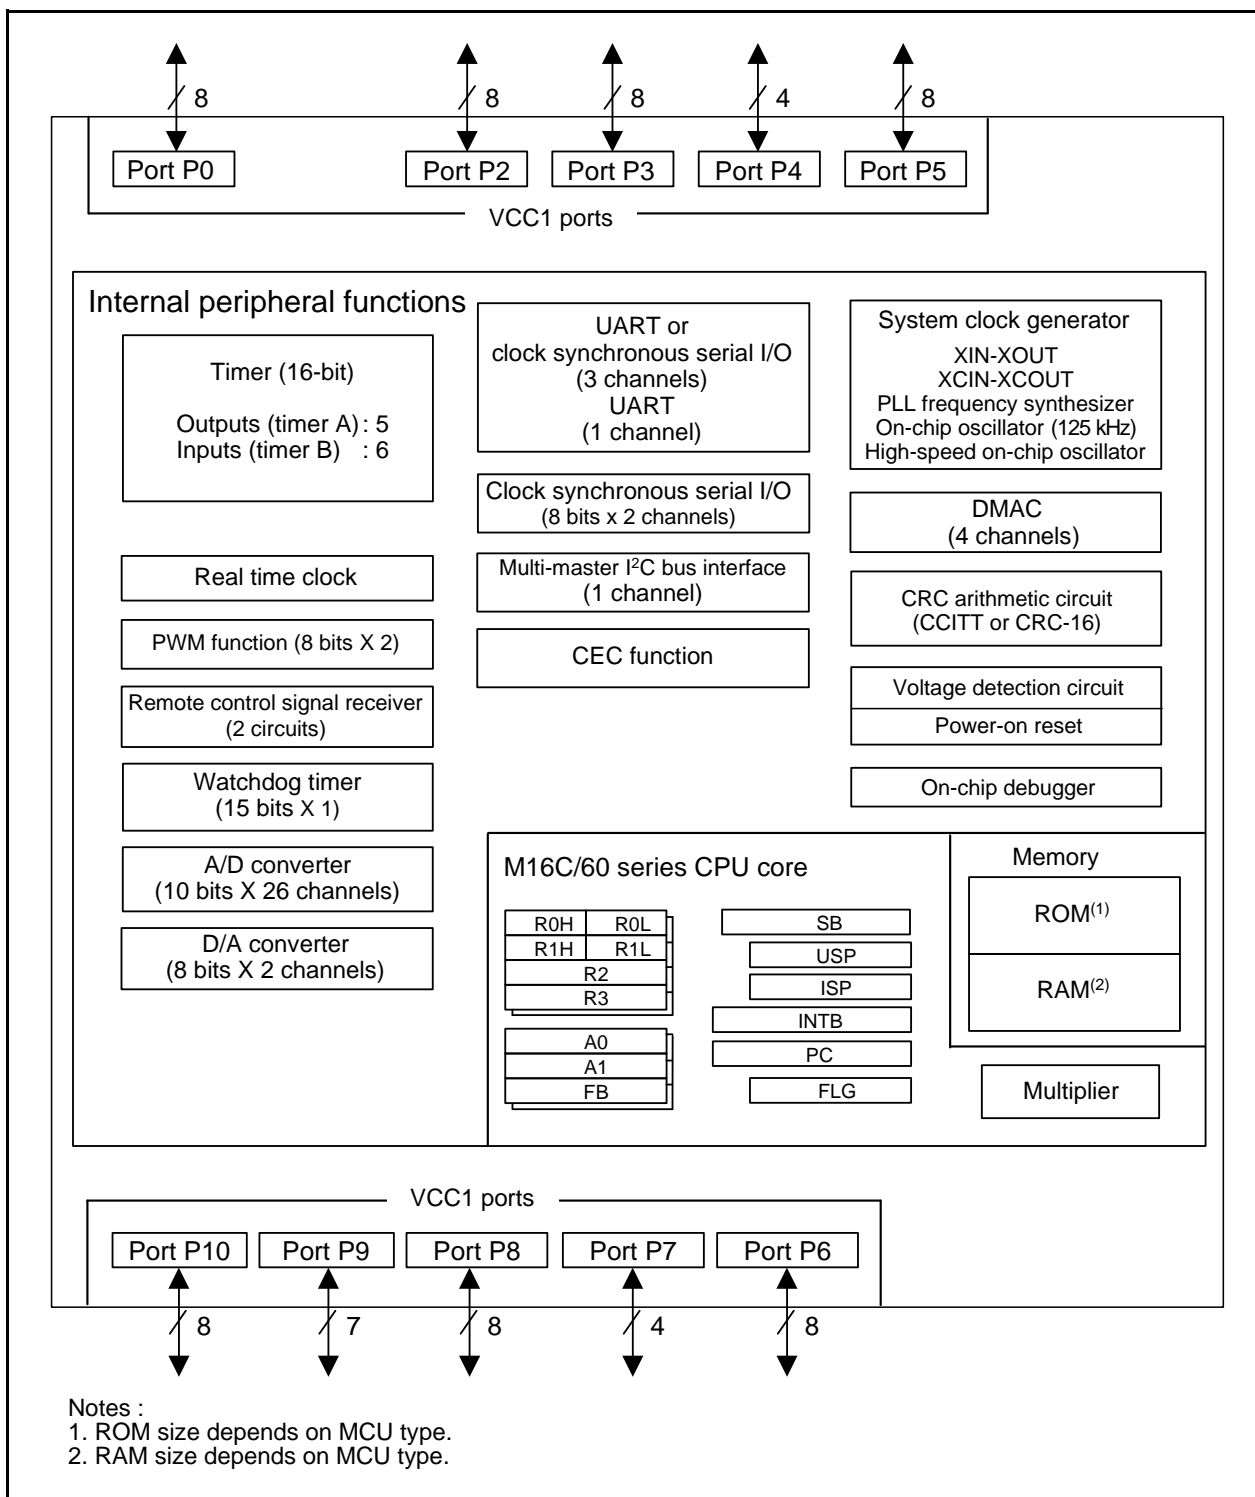 8
8
8
4
8
Port P0
Port P2
Port P3
Port P4
Port P5
VCC1 ports
Internal peripheral functions
Timer (16-bit)
Outputs (timer A) : 5
Inputs (timer B) : 6
Real time clock
PWM function (8 bits X 2)
Remote control signal receiver
(2 circuits)
Watchdog timer
(15 bits X 1)
A/D converter
(10 bits X 26 channels)
D/A converter
(8 bits X 2 channels)
UART or
clock synchronous serial I/O
(3 channels)
UART
(1 channel)
Clock synchronous serial I/O
(8 bits x 2 channels)
Multi-master I²C bus interface
(1 channel)
CEC function
System clock generator
XIN-XOUT
XCIN-XCOUT
PLL frequency synthesizer
On-chip oscillator (125 kHz)
High-speed on-chip oscillator
DMAC
(4 channels)
CRC arithmetic circuit
(CCITT or CRC-16)
Voltage detection circuit
Power-on reset
On-chip debugger
M16C/60 series CPU core
R0H R0L
R1H R1L
R2
R3
A0
A1
FB
SB
USP
ISP
INTB
PC
FLG
Memory
ROM(1)
RAM(2)
Multiplier
VCC1 ports
Port P10
Port P9
Port P8
Port P7
Port P6
8
7
8
4
8
Notes :
1. ROM size depends on MCU type.
2. RAM size depends on MCU type.